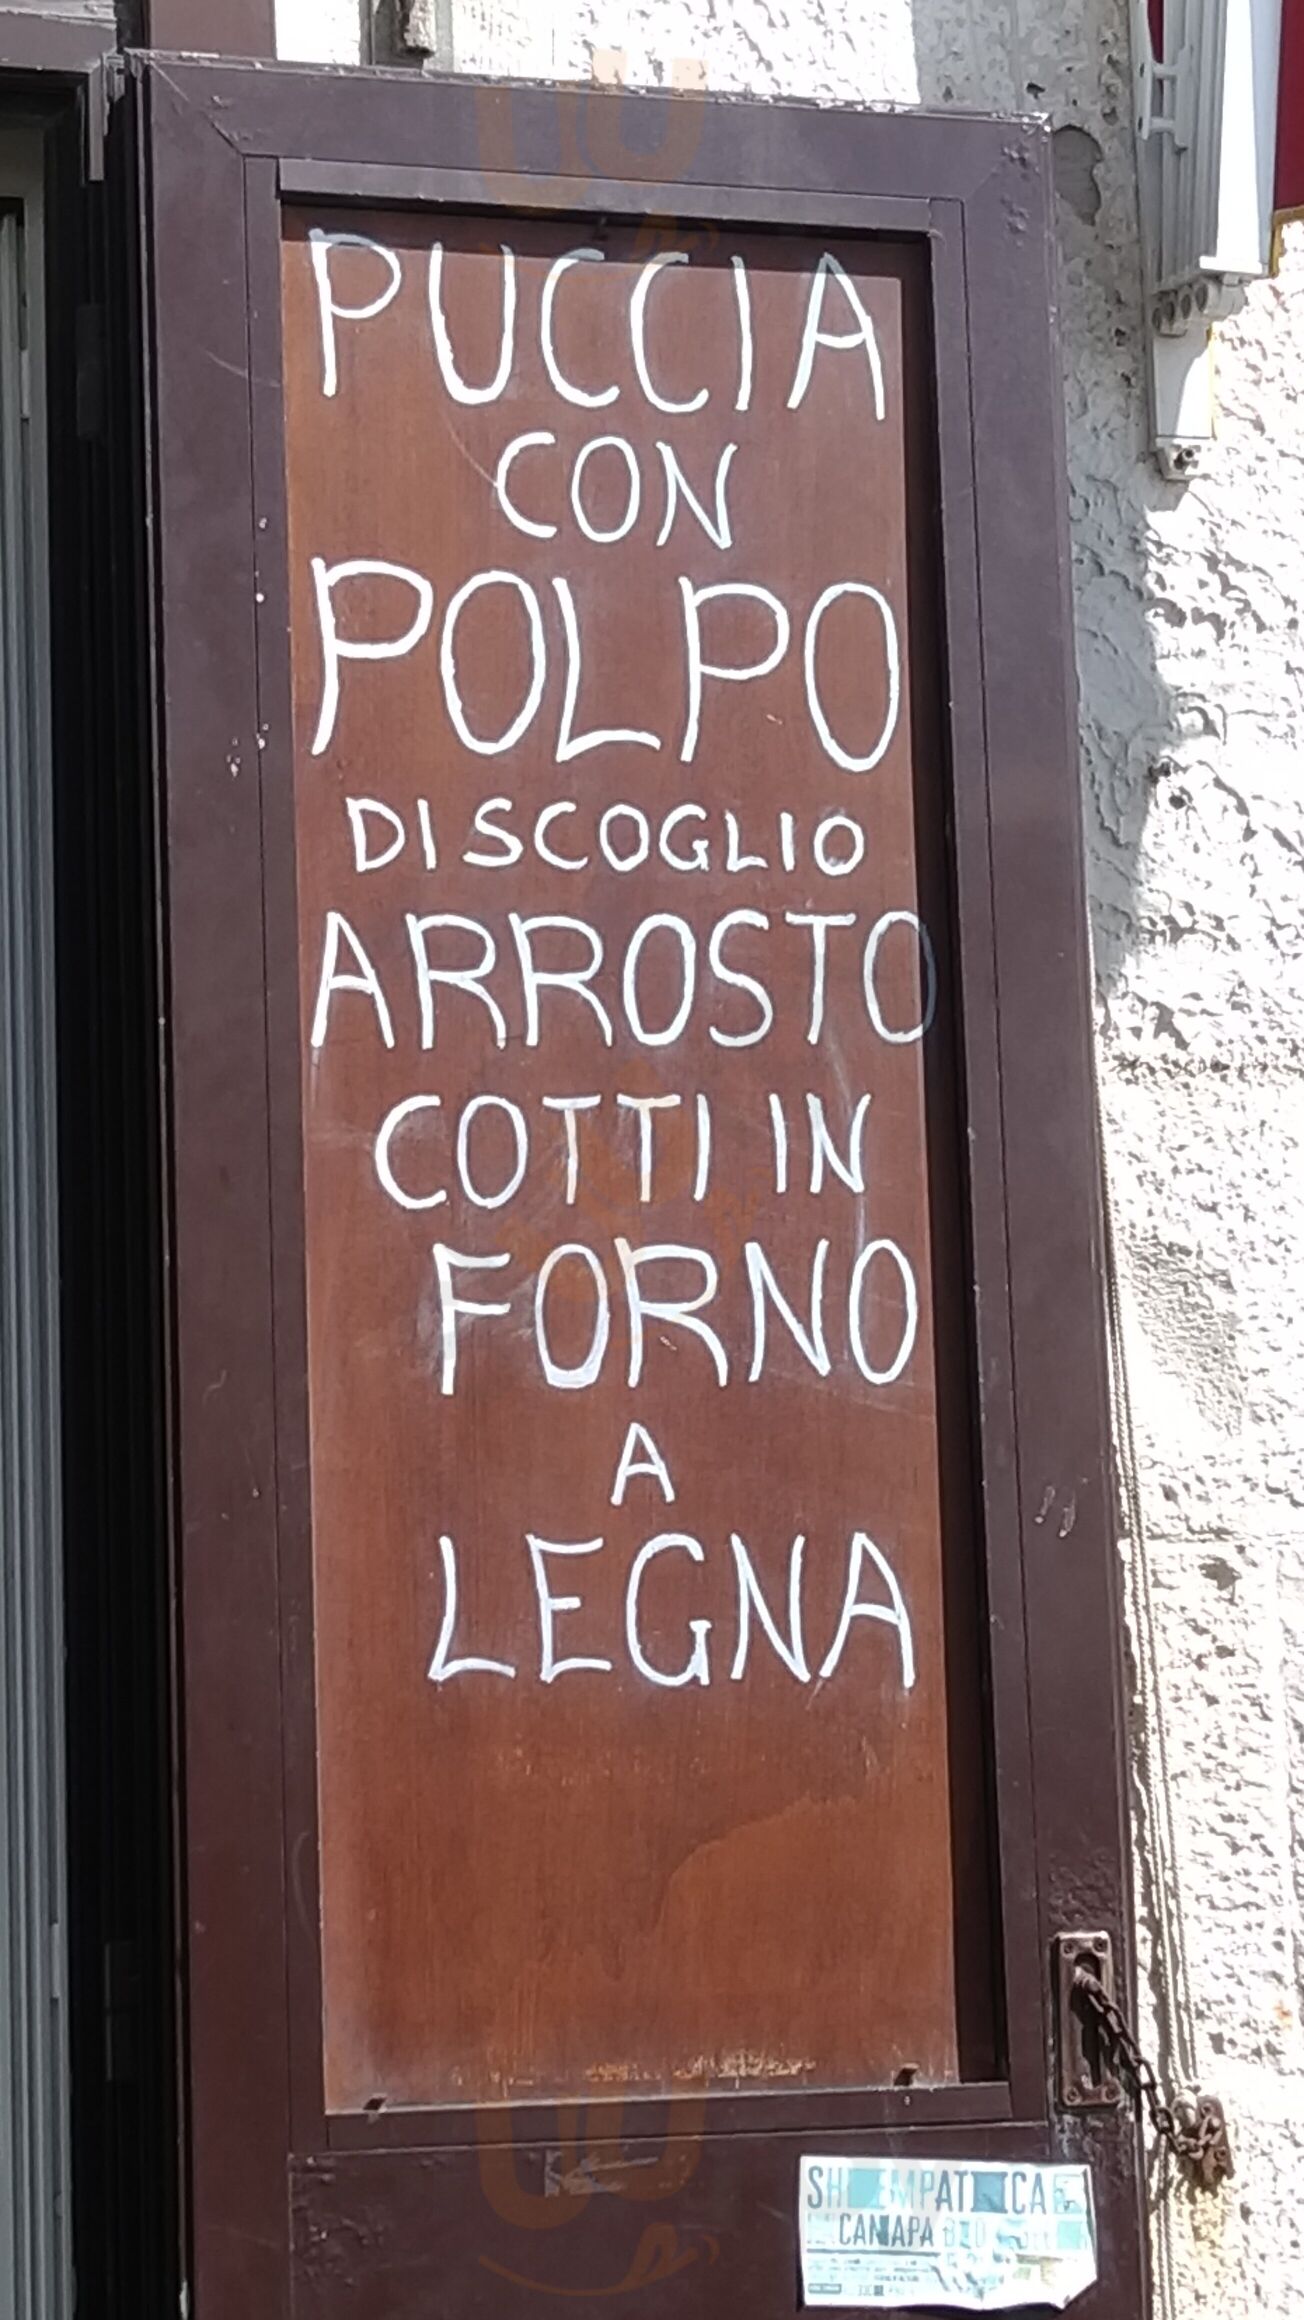 PUCCIA
CON
POLPO
DI SCOGLIO
ARROSTO
COTTI IN
FORNO
A
LEGNA
CANAPA